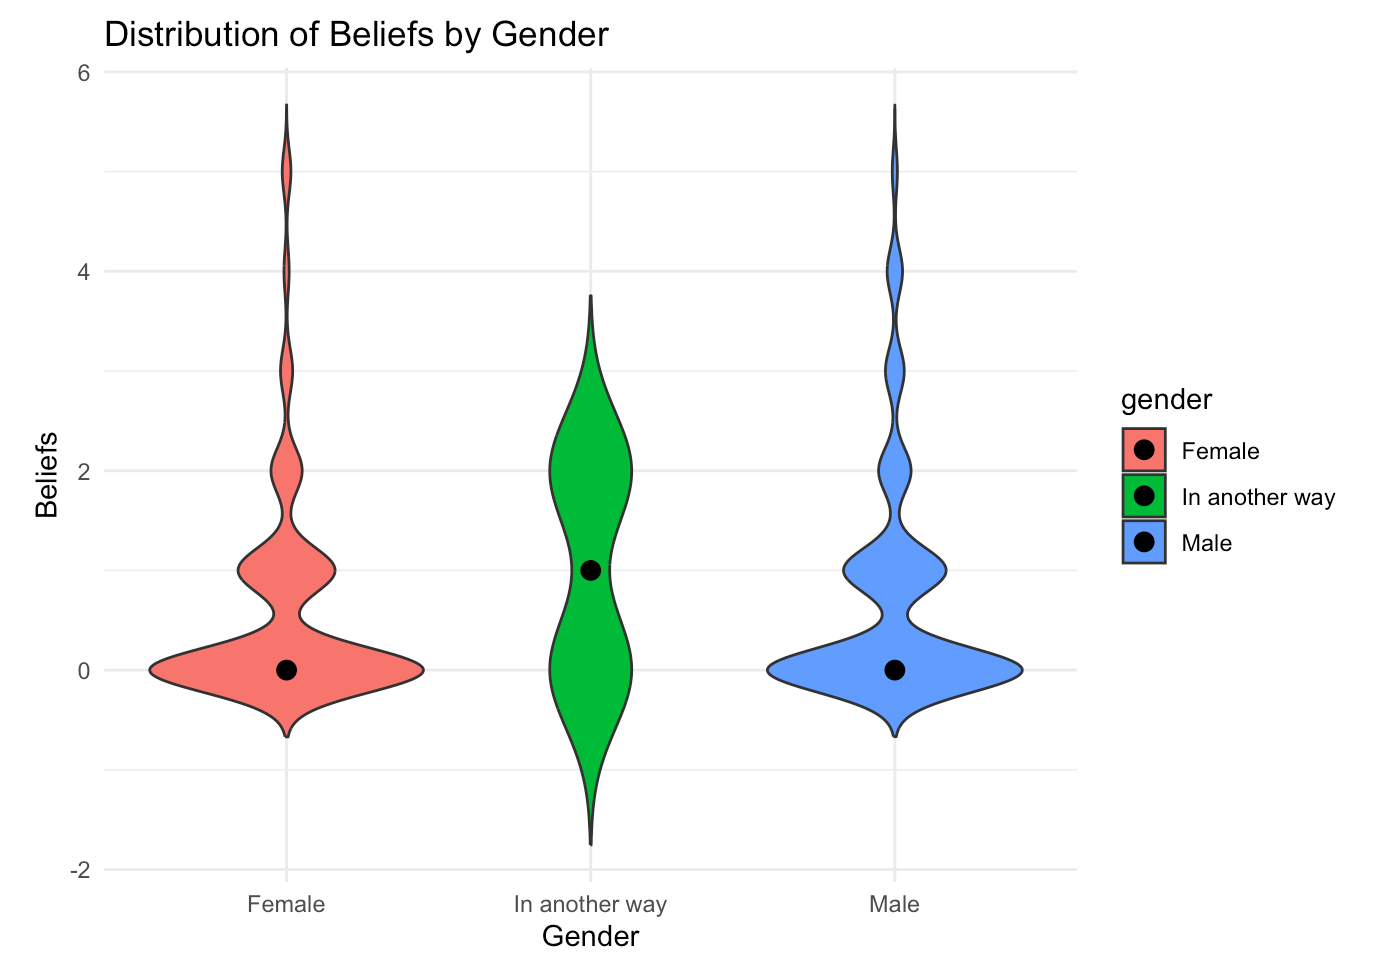 Distribution of Beliefs by Gender
6
4
2
0
-2
Beliefs
Female
In another way
Male
Gender
gender
Female
In another way
Male